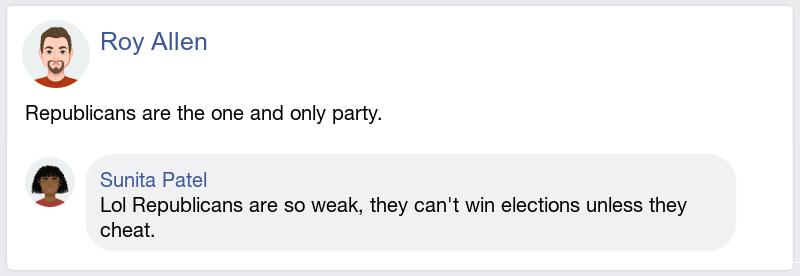 Roy Allen
Republicans are the one and only party.
Sunita Patel
Lol Republicans are so weak, they can't win elections unless they
cheat.